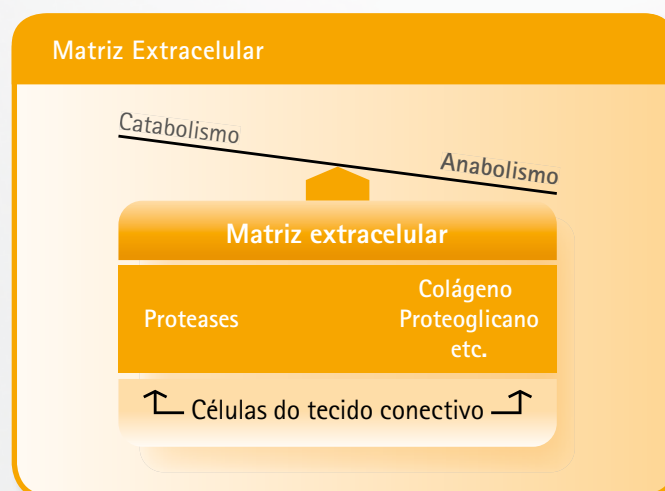 Matriz Extracelular
Catabolismo
Anabolismo
Matriz extracelular
Proteases
Colágeno
Proteoglicano
etc.
Células do tecido conectivo